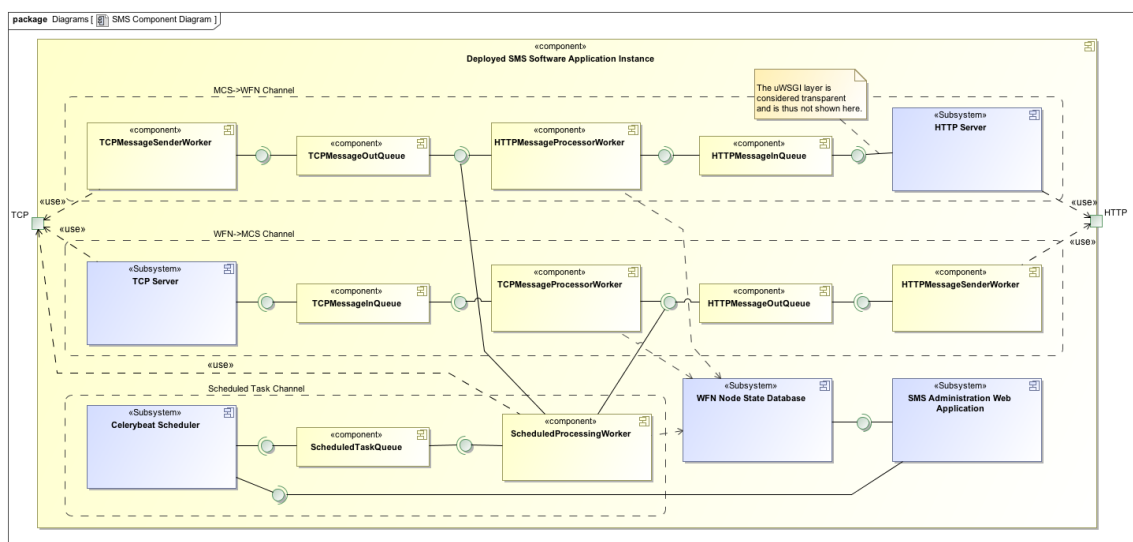 package Diagrams [ SMS Component Diagram ]
«component»
Deployed SMS Software Application Instance
MCS->WFN Channel
The uWSGI layer is
considered transparent
and is thus not shown here.
«component»
TCPMessageSenderWorker
«component»
TCPMessageOutQueue
«component»
HTTPMessageProcessorWorker
«component»
HTTPMessageInQueue
«Subsystem»
HTTP Server
«use»
«use»
TCP
HTTP
«use»
«use»
WFN->MCS Channel
«Subsystem»
TCP Server
«component»
TCPMessageInQueue
«component»
TCPMessageProcessorWorker
«component»
HTTPMessageOutQueue
«component»
HTTPMessageSenderWorker
«use»
Scheduled Task Channel
«Subsystem»
Celerybeat Scheduler
«component»
ScheduledTaskQueue
«component»
ScheduledProcessingWorker
«Subsystem»
WFN Node State Database
«Subsystem»
SMS Administration Web
Application